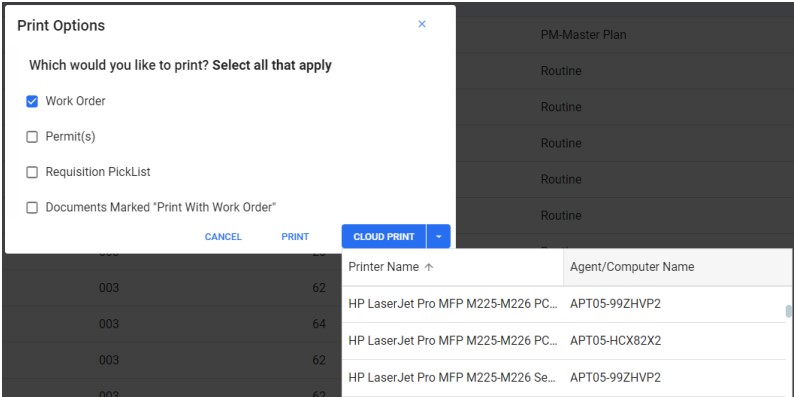 Print Options
×
PM-Master Plan
Which would you like to print? Select all that apply
Routine
Work Order
Routine
Permit(s)
Routine
Requisition PickList
Routine
Documents Marked "Print With Work Order"
Routine
CANCEL PRINT CLOUD PRINT
Printer Name ↑ Agent/Computer Name
003 62 HP LaserJet Pro MFP M225-M226 PC... APT05-99ZHVP2
003 64 HP LaserJet Pro MFP M225-M226 PC... APT05-HCX82X2
003 62 HP LaserJet Pro MFP M225-M226 Se... APT05-99ZHVP2
003 62